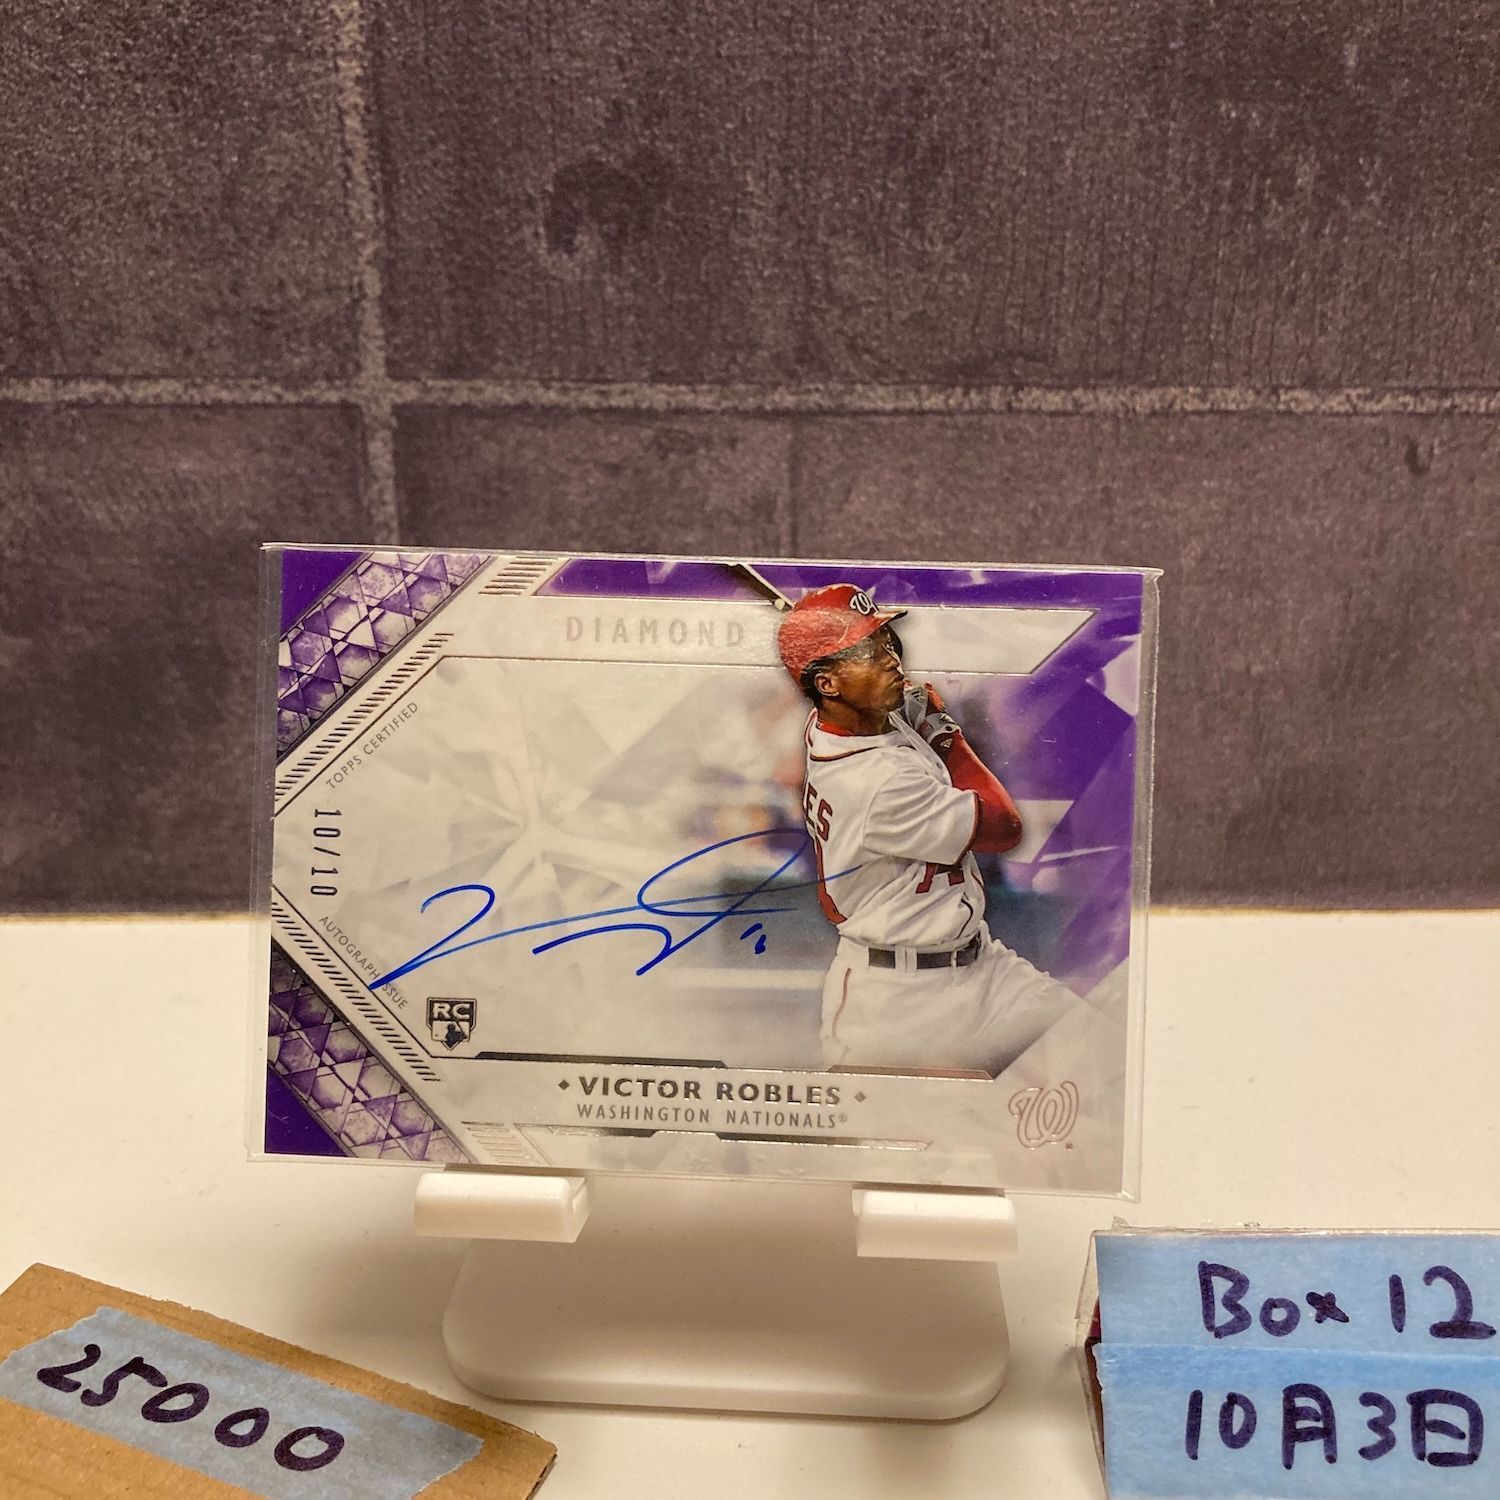 DIAMOND
TOPPS CERTIFIED
10/10
AUTOGRAPH ISSUE
ES
RC
VICTOR ROBLES
WASHINGTON NATIONALS®
W
25000
Box 12
10月3日